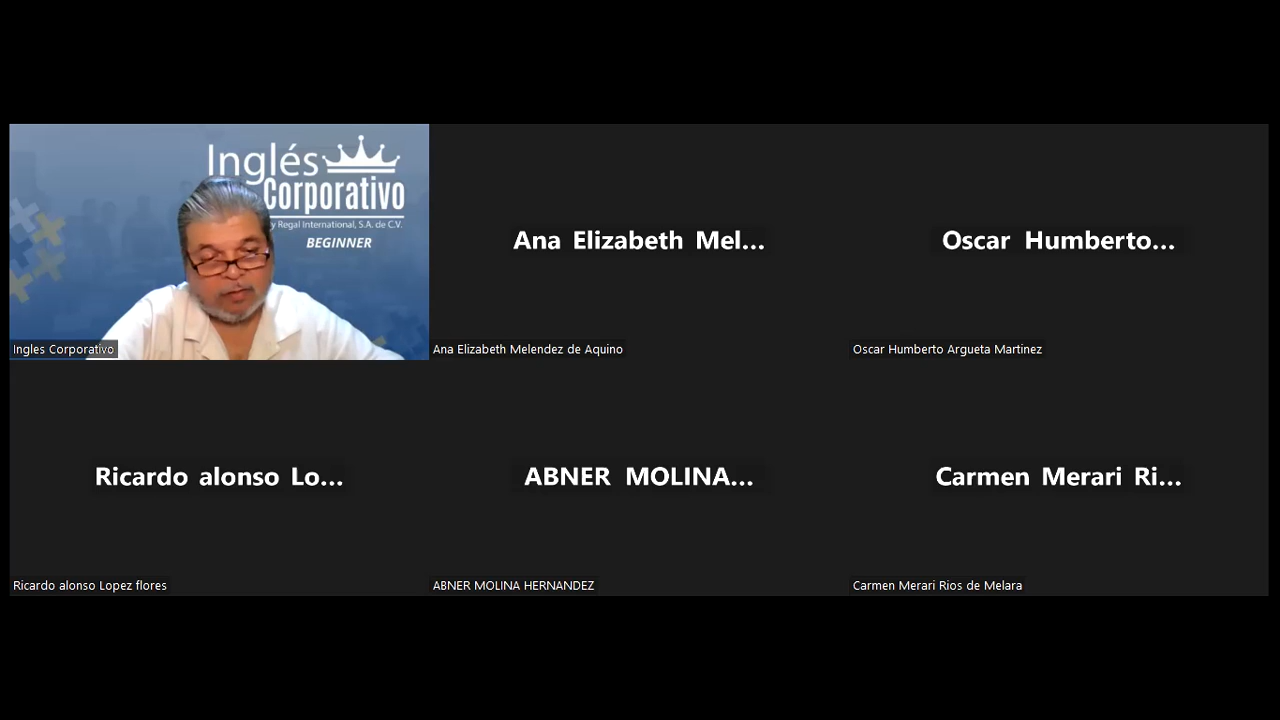 Inglés
Corporativo
y Regal International, S.A. de C.V.
BEGINNER
Ingles Corporativo
Ana Elizabeth Mel...
Ana Elizabeth Melendez de Aquino
Oscar Humberto...
Oscar Humberto Argueta Martinez
Ricardo alonso Lo...
Ricardo alonso Lopez flores
ABNER MOLINA...
ABNER MOLINA HERNANDEZ
Carmen Merari Ri...
Carmen Merari Rios de Melara